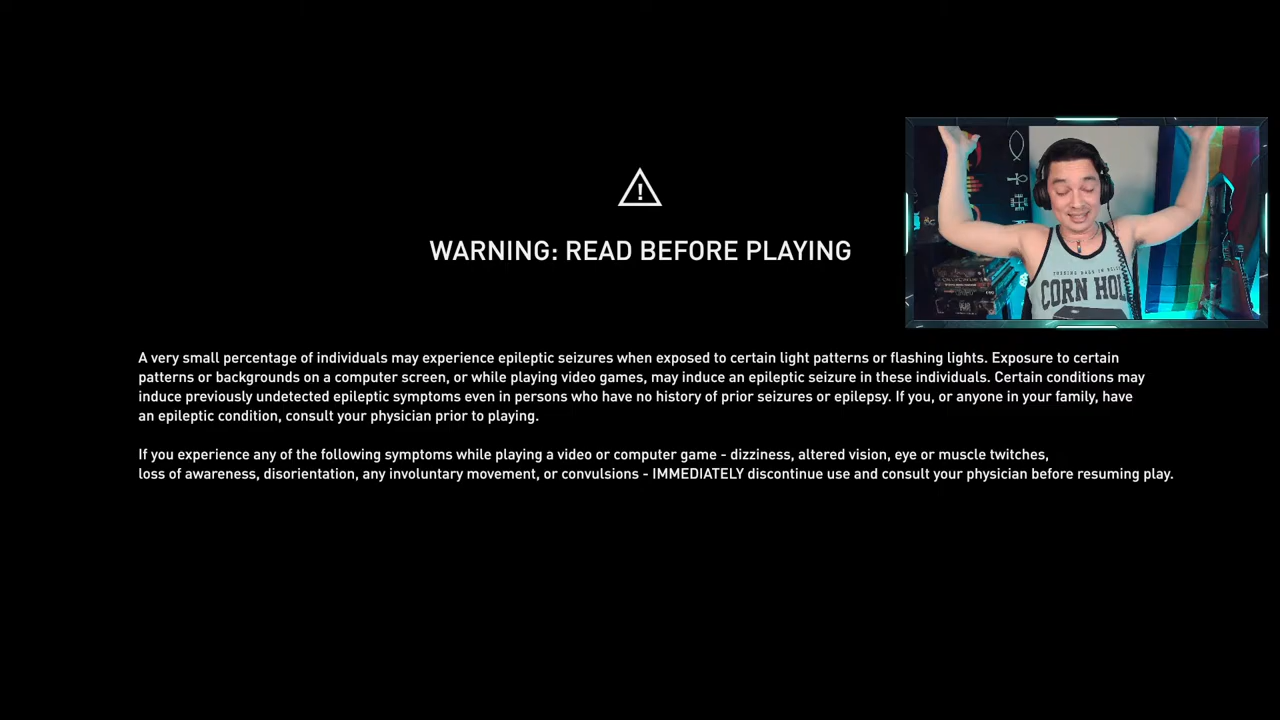 WARNING: READ BEFORE PLAYING
A very small percentage of individuals may experience epileptic seizures when exposed to certain light patterns or flashing lights. Exposure to certain
patterns or backgrounds on a computer screen, or while playing video games, may induce an epileptic seizure in these individuals. Certain conditions may
induce previously undetected epileptic symptoms even in persons who have no history of prior seizures or epilepsy. If you, or anyone in your family, have
an epileptic condition, consult your physician prior to playing.
If you experience any of the following symptoms while playing a video or computer game - dizziness, altered vision, eye or muscle twitches,
loss of awareness, disorientation, any involuntary movement, or convulsions - IMMEDIATELY discontinue use and consult your physician before resuming play.
CORN HOL